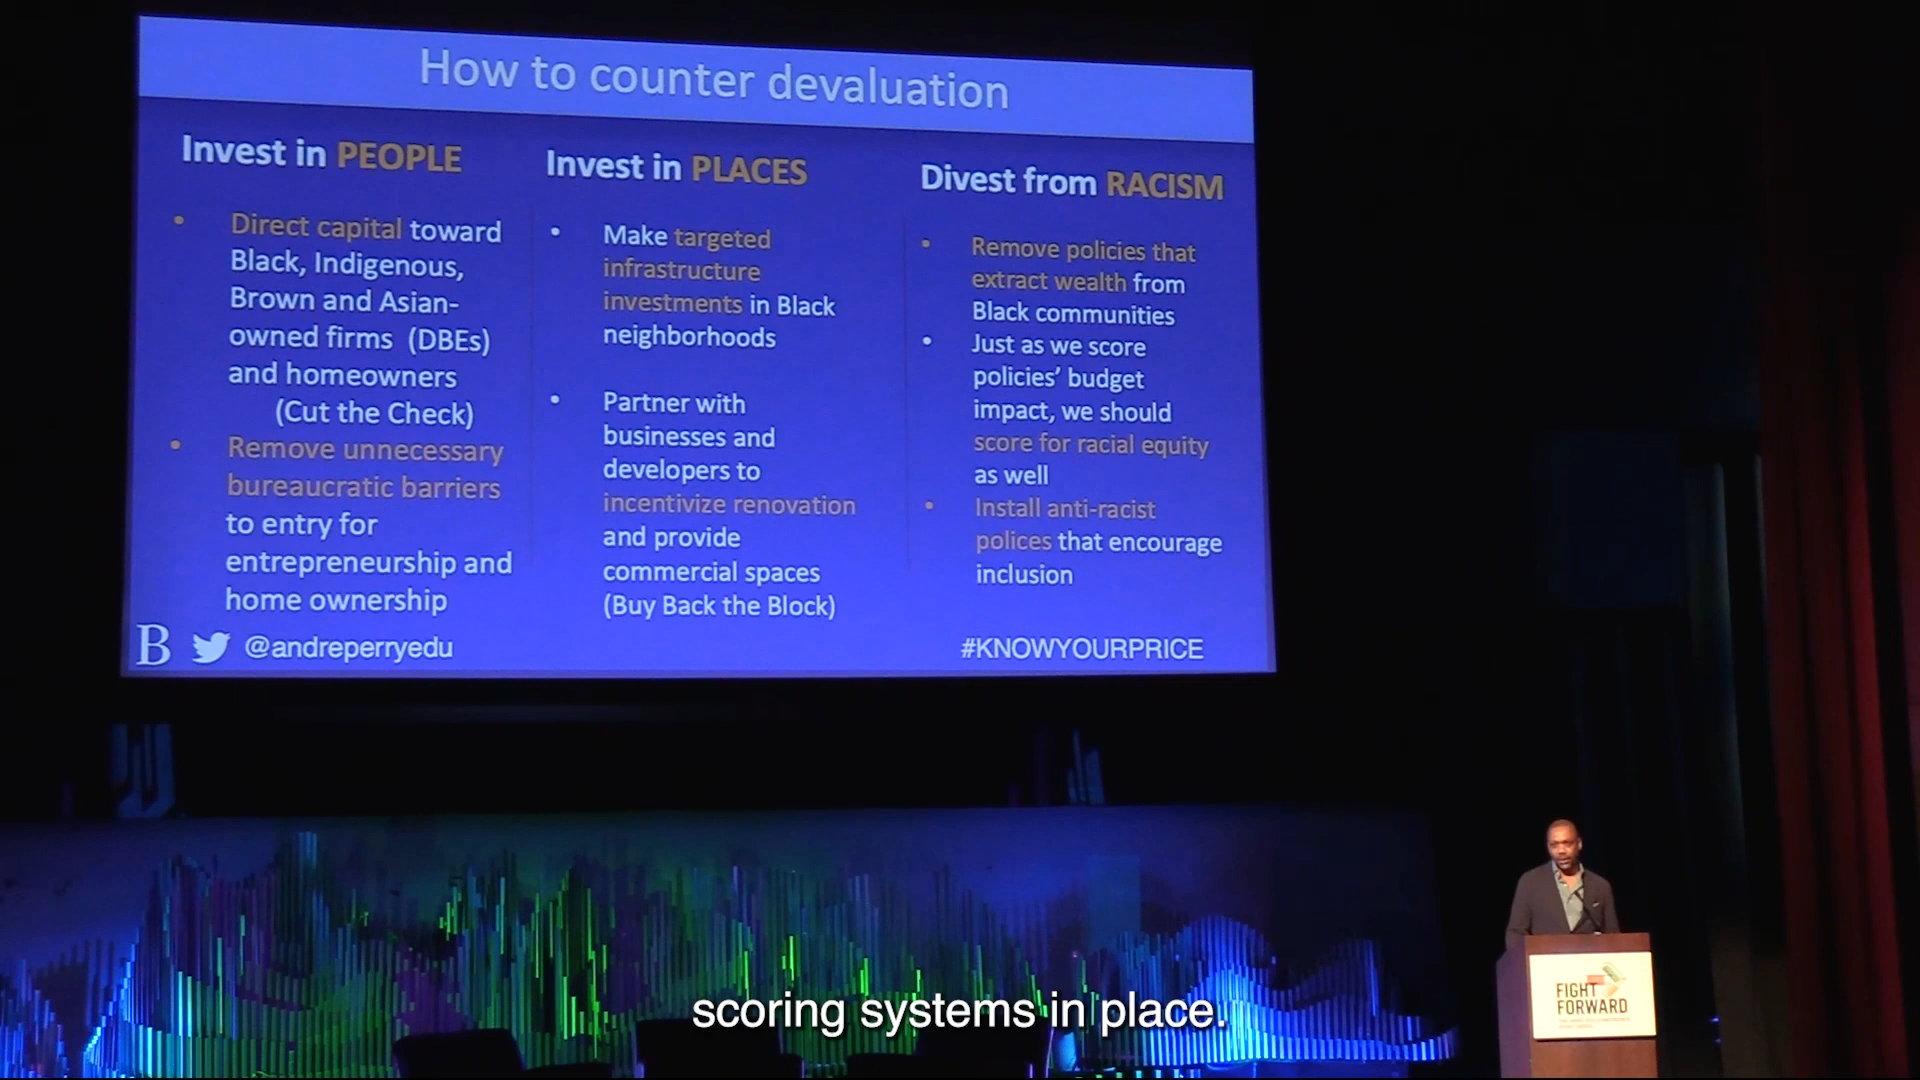 How to counter devaluation
Invest in PEOPLE
Direct capital toward
Black, Indigenous,
Brown and Asian-
owned firms (DBEs)
and homeowners
(Cut the Check)
Remove unnecessary
bureaucratic barriers
to entry for
entrepreneurship and
home ownership
Invest in PLACES
Make targeted
infrastructure
investments in Black
neighborhoods
Partner with
businesses and
developers to
incentivize renovation
and provide
commercial spaces
(Buy Back the Block)
Divest from RACISM
Remove policies that
extract wealth from
Black communities
Just as we score
policies' budget
impact, we should
score for racial equity
as well
Install anti-racist
polices that encourage
inclusion
B @andreperryedu
#KNOWYOURPRICE
FIGHT
FORWARD
scoring systems in place.